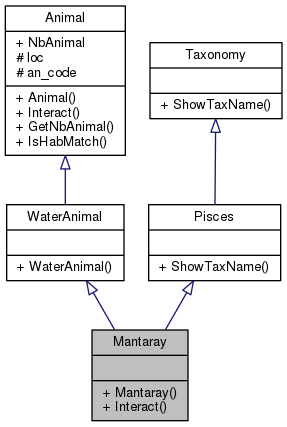 Animal
+ NbAnimal
# loc
# an_code
+ Animal()
+ Interact()
+ GetNbAnimal()
+ IsHabMatch()
Taxonomy
+ ShowTaxName()
WaterAnimal
+ WaterAnimal()
Pisces
+ ShowTaxName()
Mantaray
+ Mantaray()
+ Interact()